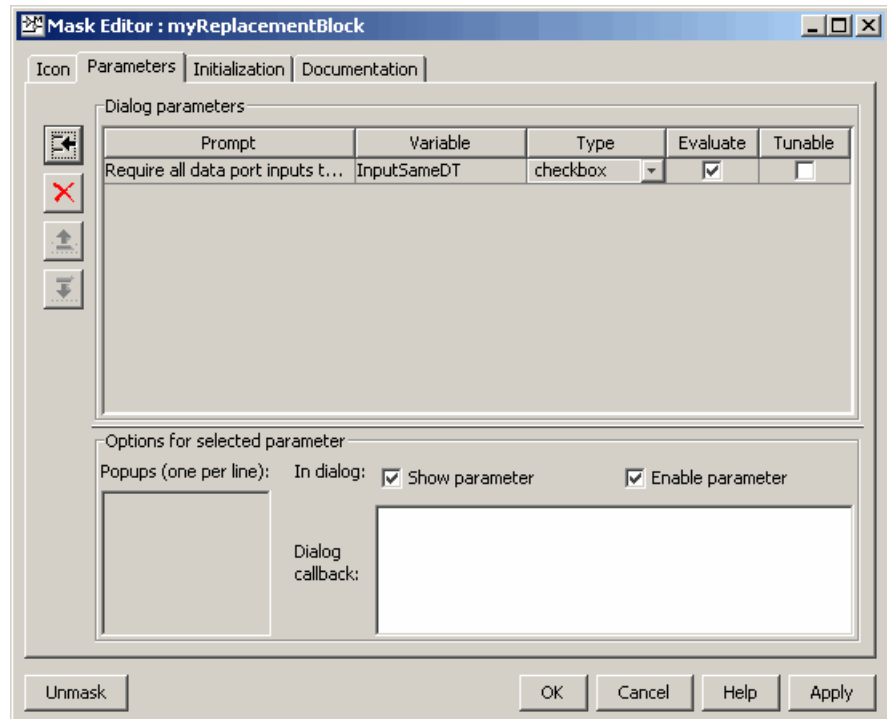 Mask Editor : myReplacementBlock
Icon Parameters Initialization Documentation
Dialog parameters
Prompt Variable Type Evaluate Tunable
Require all data port inputs t... InputSameDT checkbox
Options for selected parameter
Popups (one per line): In dialog: Show parameter Enable parameter
Dialog
callback:
Unmask OK Cancel Help Apply